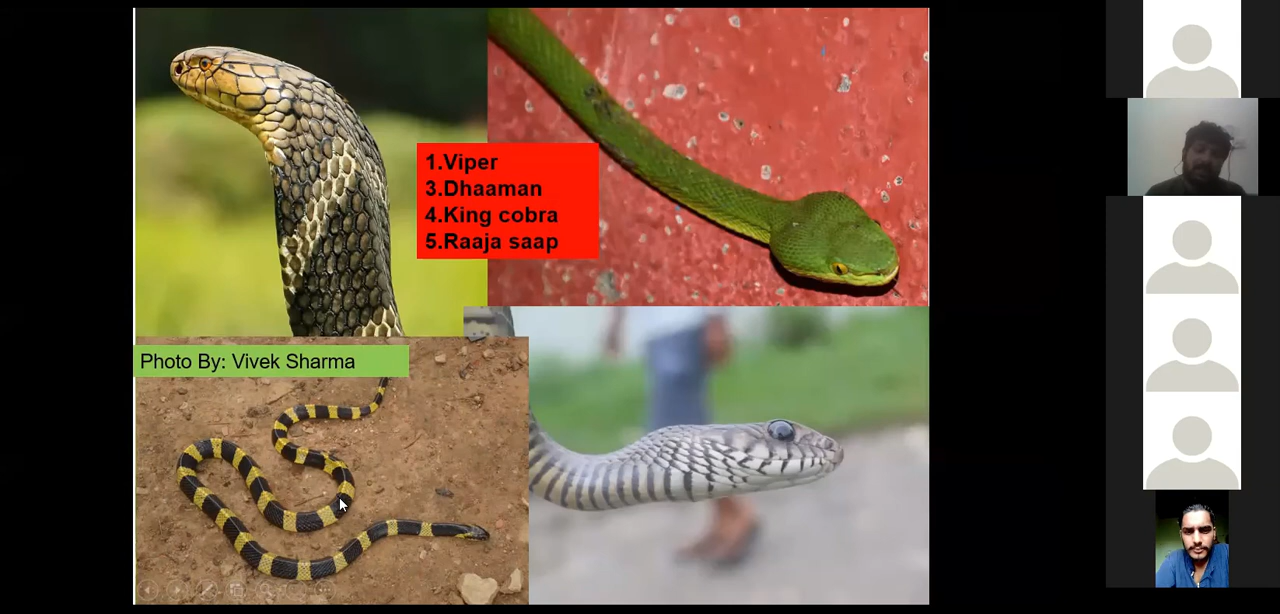 1.Viper
3.Dhaaman
4.King cobra
5.Raaja saap
Photo By: Vivek Sharma